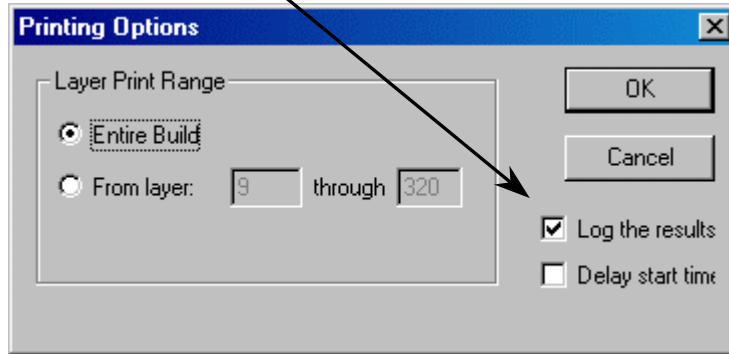 Printing Options
Layer Print Range
Entire Build
From layer: 9 through 320
OK
Cancel
Log the results
Delay start time